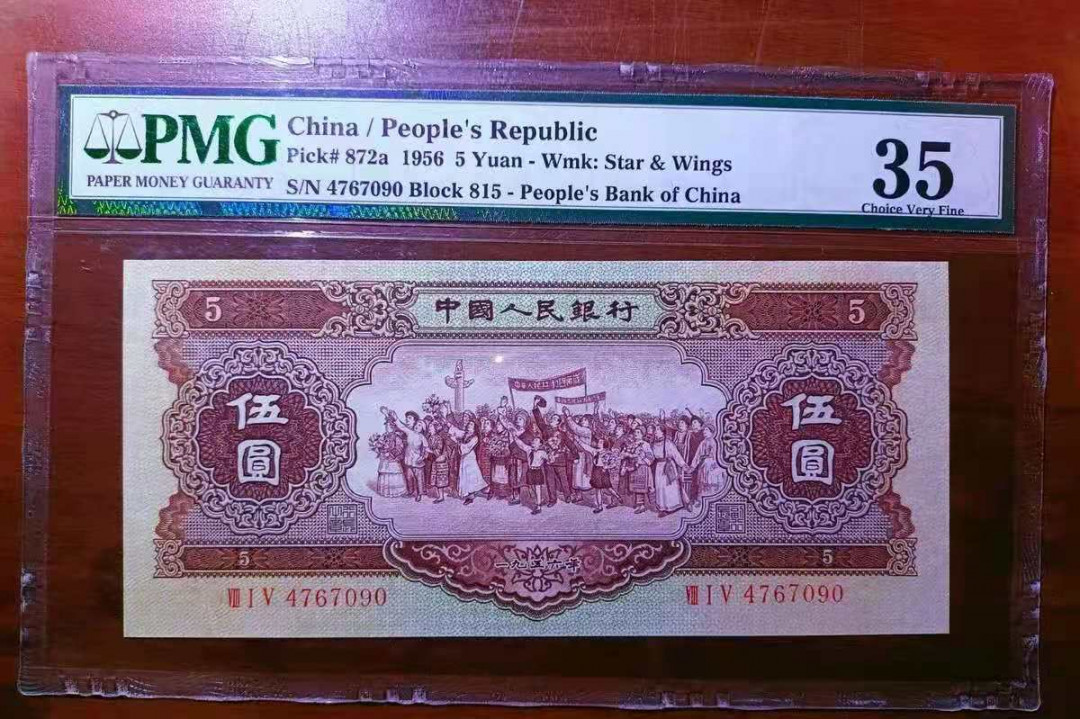 PMG
PAPER MONEY GUARANTY
China / People's Republic
Pick# 872a 1956 5 Yuan - Wmk: Star & Wings
S/N 4767090 Block 815 - People's Bank of China
35
Choice Very Fine
5 中國人民銀行 5
伍圓 伍圓
5 一九五六年 5
Ⅷ I V 4767090 Ⅷ I V 4767090